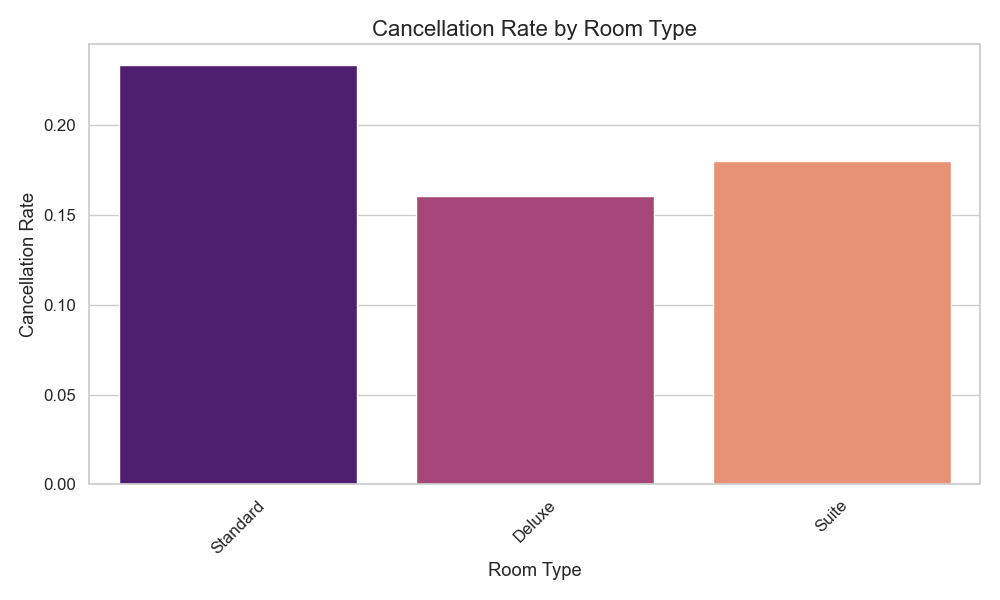 Cancellation Rate by Room Type
Cancellation Rate
0.20
0.15
0.10
0.05
0.00
Standard
Deluxe
Suite
Room Type